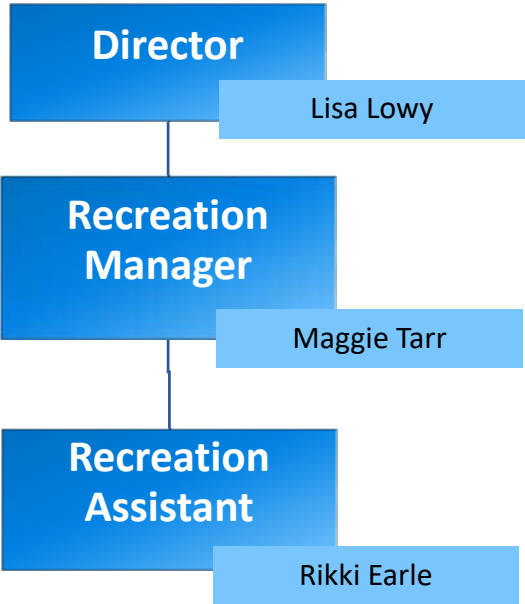 Director
Lisa Lowy
Recreation
Manager
Maggie Tarr
Recreation
Assistant
Rikki Earle